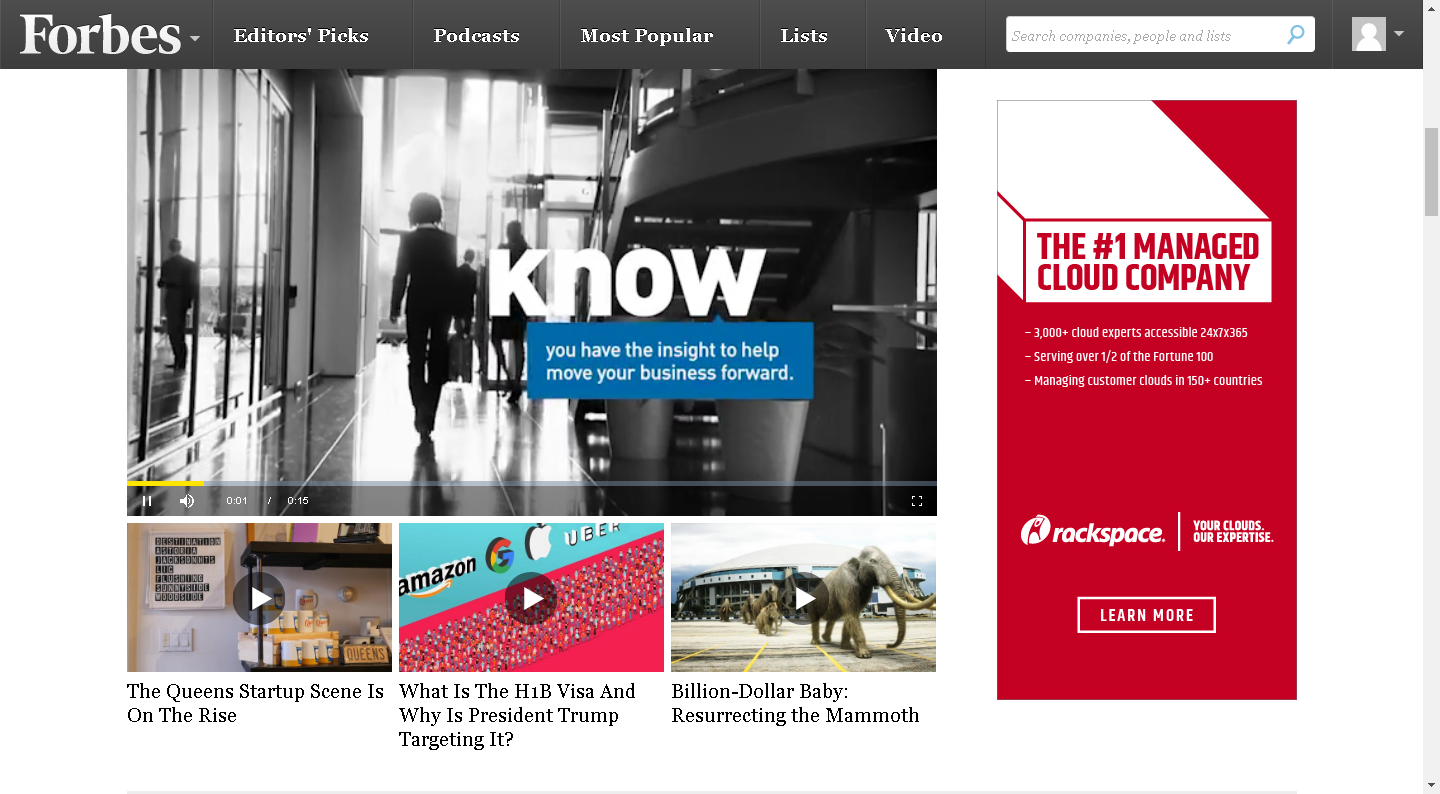 Forbes
Editors' Picks
Podcasts
Most Popular
Lists
Video
Search companies, people and lists
know
you have the insight to help
move your business forward.
0:01 / 0:15
THE #1 MANAGED
CLOUD COMPANY
– 3,000+ cloud experts accessible 24x7x365
– Serving over 1/2 of the Fortune 100
– Managing customer clouds in 150+ countries
rackspace.
YOUR CLOUDS.
OUR EXPERTISE.
LEARN MORE
DESTINATION
ASTORIA
JACKSONHTS
LIC
FLUSHING
SUNNYSIDE
WOODSIDE
QUEENS
amazon
UBER
The Queens Startup Scene Is
On The Rise
What Is The H1B Visa And
Why Is President Trump
Targeting It?
Billion-Dollar Baby:
Resurrecting the Mammoth